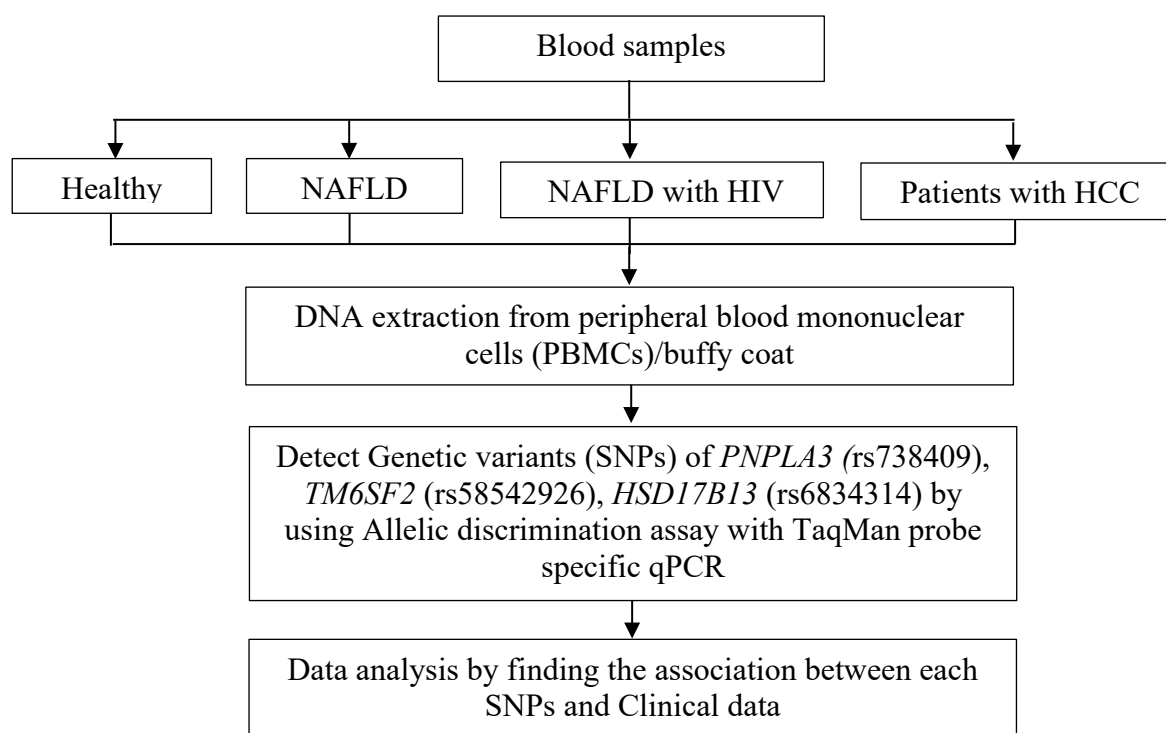 Blood samples
Healthy
NAFLD
NAFLD with HIV
Patients with HCC
DNA extraction from peripheral blood mononuclear
cells (PBMCs)/buffy coat
Detect Genetic variants (SNPs) of PNPLA3 (rs738409),
TM6SF2 (rs58542926), HSD17B13 (rs6834314) by
using Allelic discrimination assay with TaqMan probe
specific qPCR
Data analysis by finding the association between each
SNPs and Clinical data